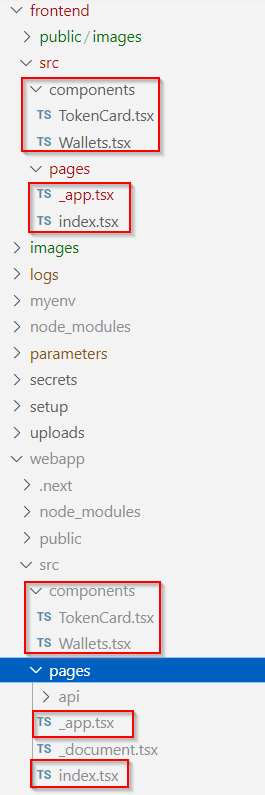 frontend
public / images
src
components
TS TokenCard.tsx
TS Wallets.tsx
pages
TS _app.tsx
TS index.tsx
images
logs
myenv
node_modules
parameters
secrets
setup
uploads
webapp
.next
node_modules
public
src
components
TS TokenCard.tsx
TS Wallets.tsx
pages
api
TS _app.tsx
TS _document.tsx
TS index.tsx